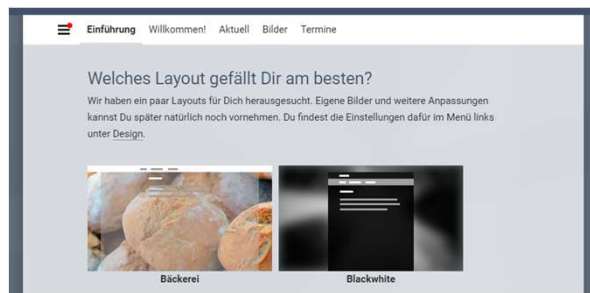 Einführung Willkommen! Aktuell Bilder Termine
Welches Layout gefällt Dir am besten?
Wir haben ein paar Layouts für Dich herausgesucht. Eigene Bilder und weitere Anpassungen
kannst Du später natürlich noch vornehmen. Du findest die Einstellungen dafür im Menü links
unter Design.
Bäckerei Blackwhite